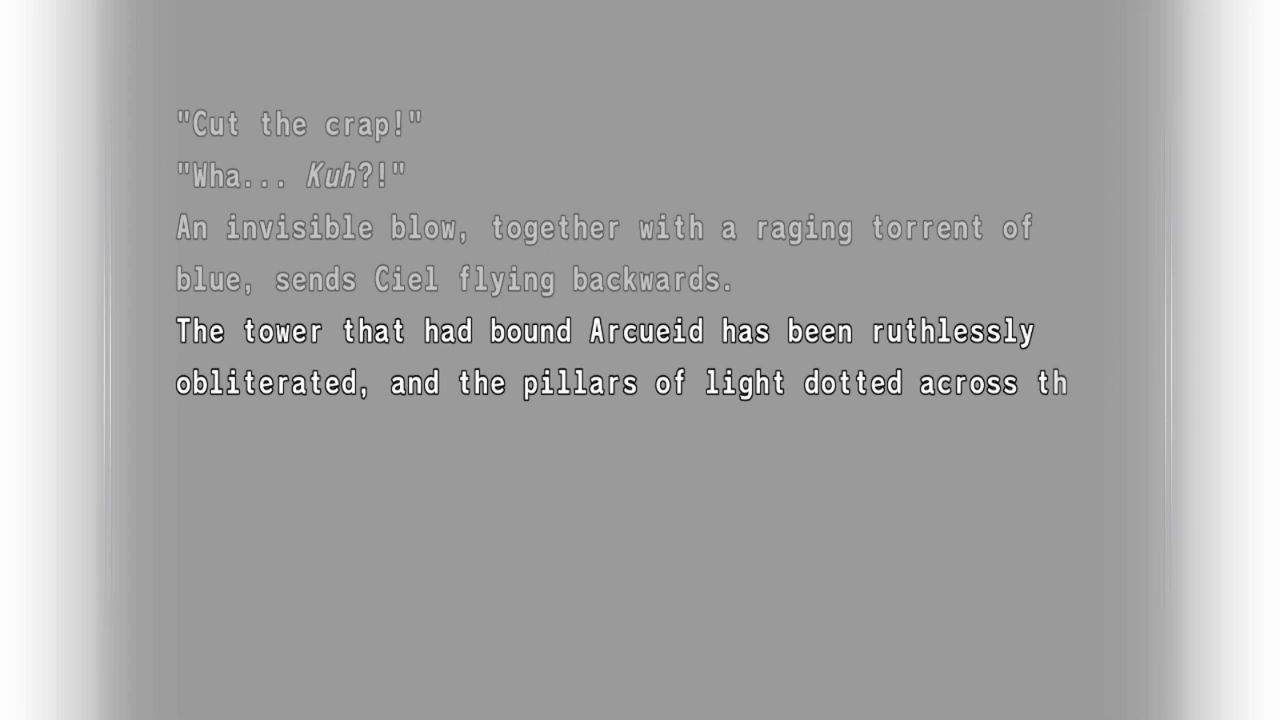 "Cut the crap!"
"Wha... Kuh?!"
An invisible blow, together with a raging torrent of
blue, sends Ciel flying backwards.
The tower that had bound Arcueid has been ruthlessly
obliterated, and the pillars of light dotted across th